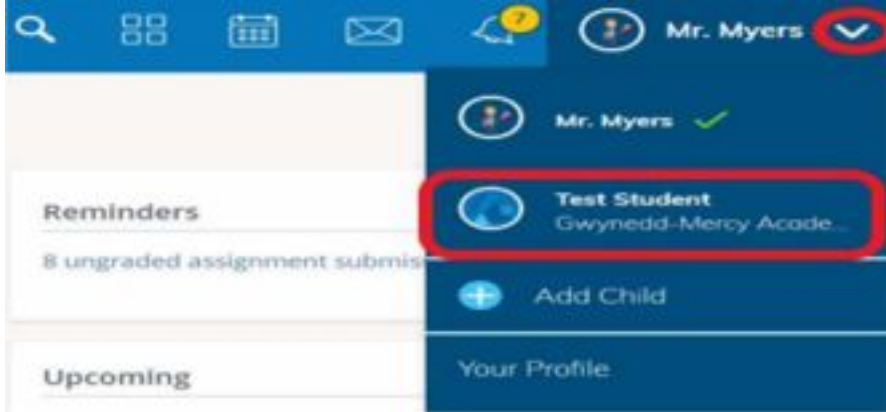 7
Mr. Myers
Mr. Myers
Test Student
Gwynedd-Mercy Acade...
Reminders
8 ungraded assignment submis
Add Child
Upcoming
Your Profile